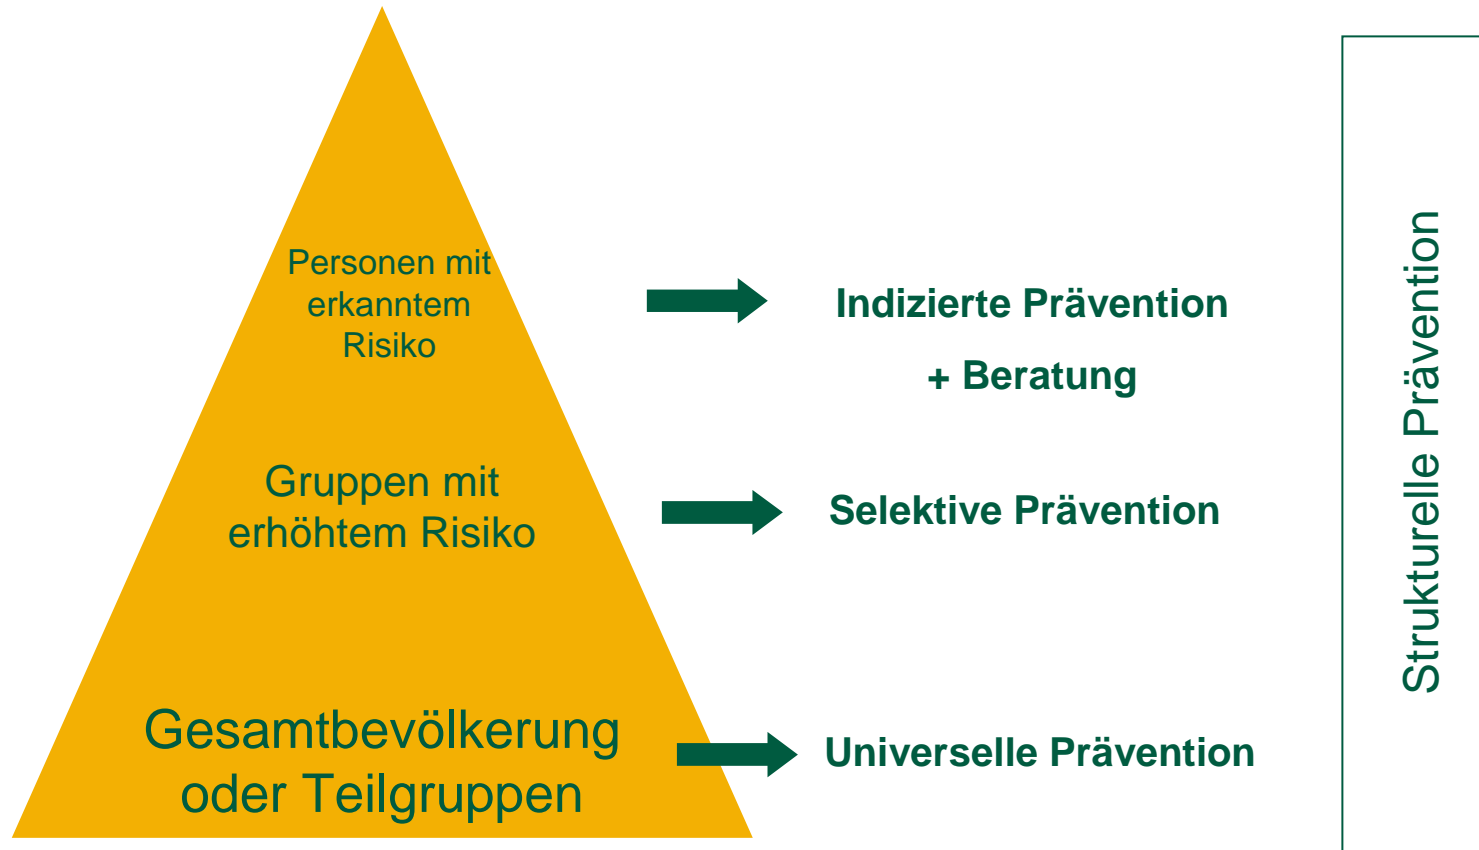 Personen mit
erkanntem
Risiko
Indizierte Prävention
+ Beratung
Gruppen mit
erhöhtem Risiko
Selektive Prävention
Gesamtbevölkerung
oder Teilgruppen
Universelle Prävention
Strukturelle Prävention